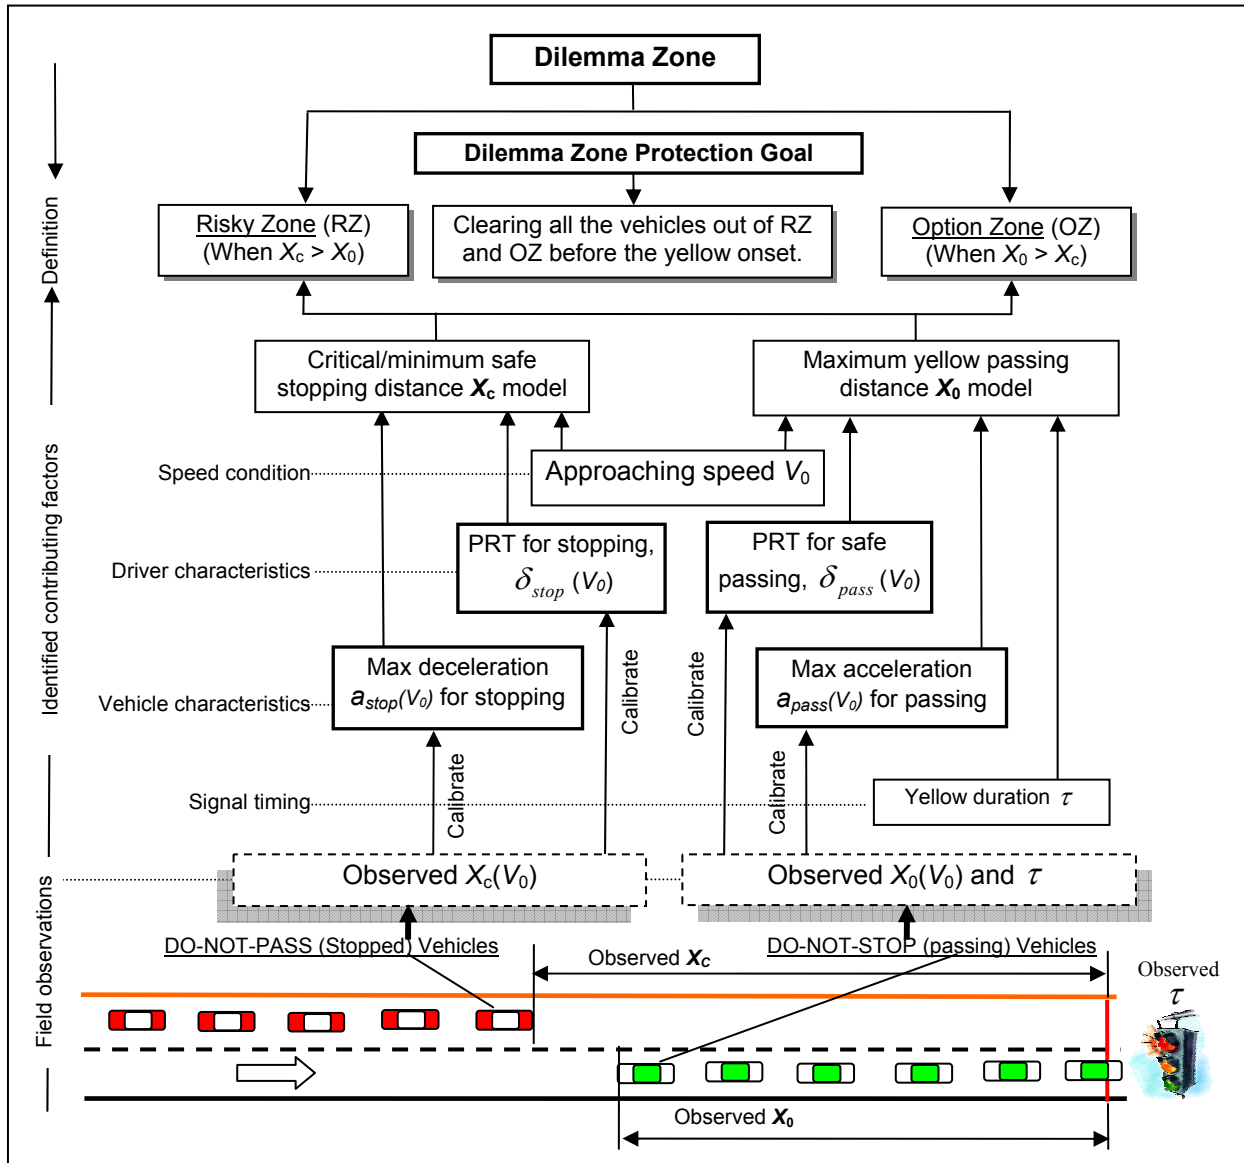 Dilemma Zone
Dilemma Zone Protection Goal
Definition
Risky Zone (RZ)
(When Xc > X0)
Clearing all the vehicles out of RZ
and OZ before the yellow onset.
Option Zone (OZ)
(When X0 > Xc)
Critical/minimum safe
stopping distance Xc model
Maximum yellow passing
distance X0 model
Identified contributing factors
Speed condition
Approaching speed V0
Driver characteristics
PRT for stopping,
δstop (V0)
PRT for safe
passing, δpass (V0)
Vehicle characteristics
Max deceleration
astop(V0) for stopping
Calibrate
Calibrate
Max acceleration
apass(V0) for passing
Signal timing
Calibrate
Calibrate
Yellow duration τ
Field observations
Observed Xc(V0)
Observed X0(V0) and τ
DO-NOT-PASS (Stopped) Vehicles
DO-NOT-STOP (passing) Vehicles
Observed Xc
Observed
τ
Observed X0